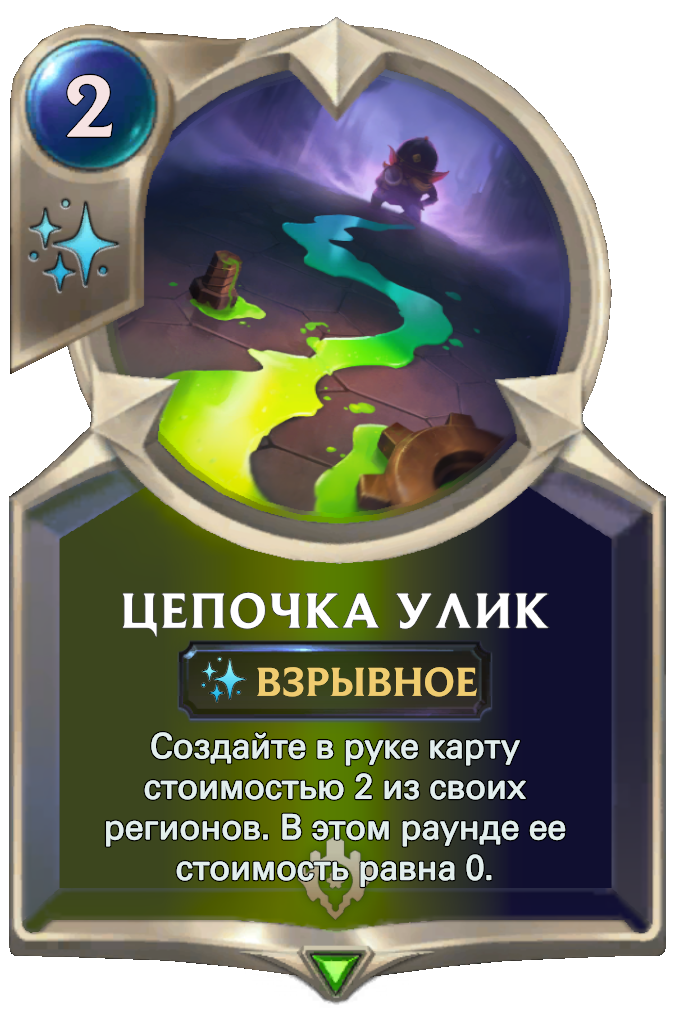 2
ЦЕПОЧКА УЛИК
ВЗРЫВНОЕ
Создайте в руке карту
стоимостью 2 из своих
регионов. В этом раунде ее
стоимость равна 0.